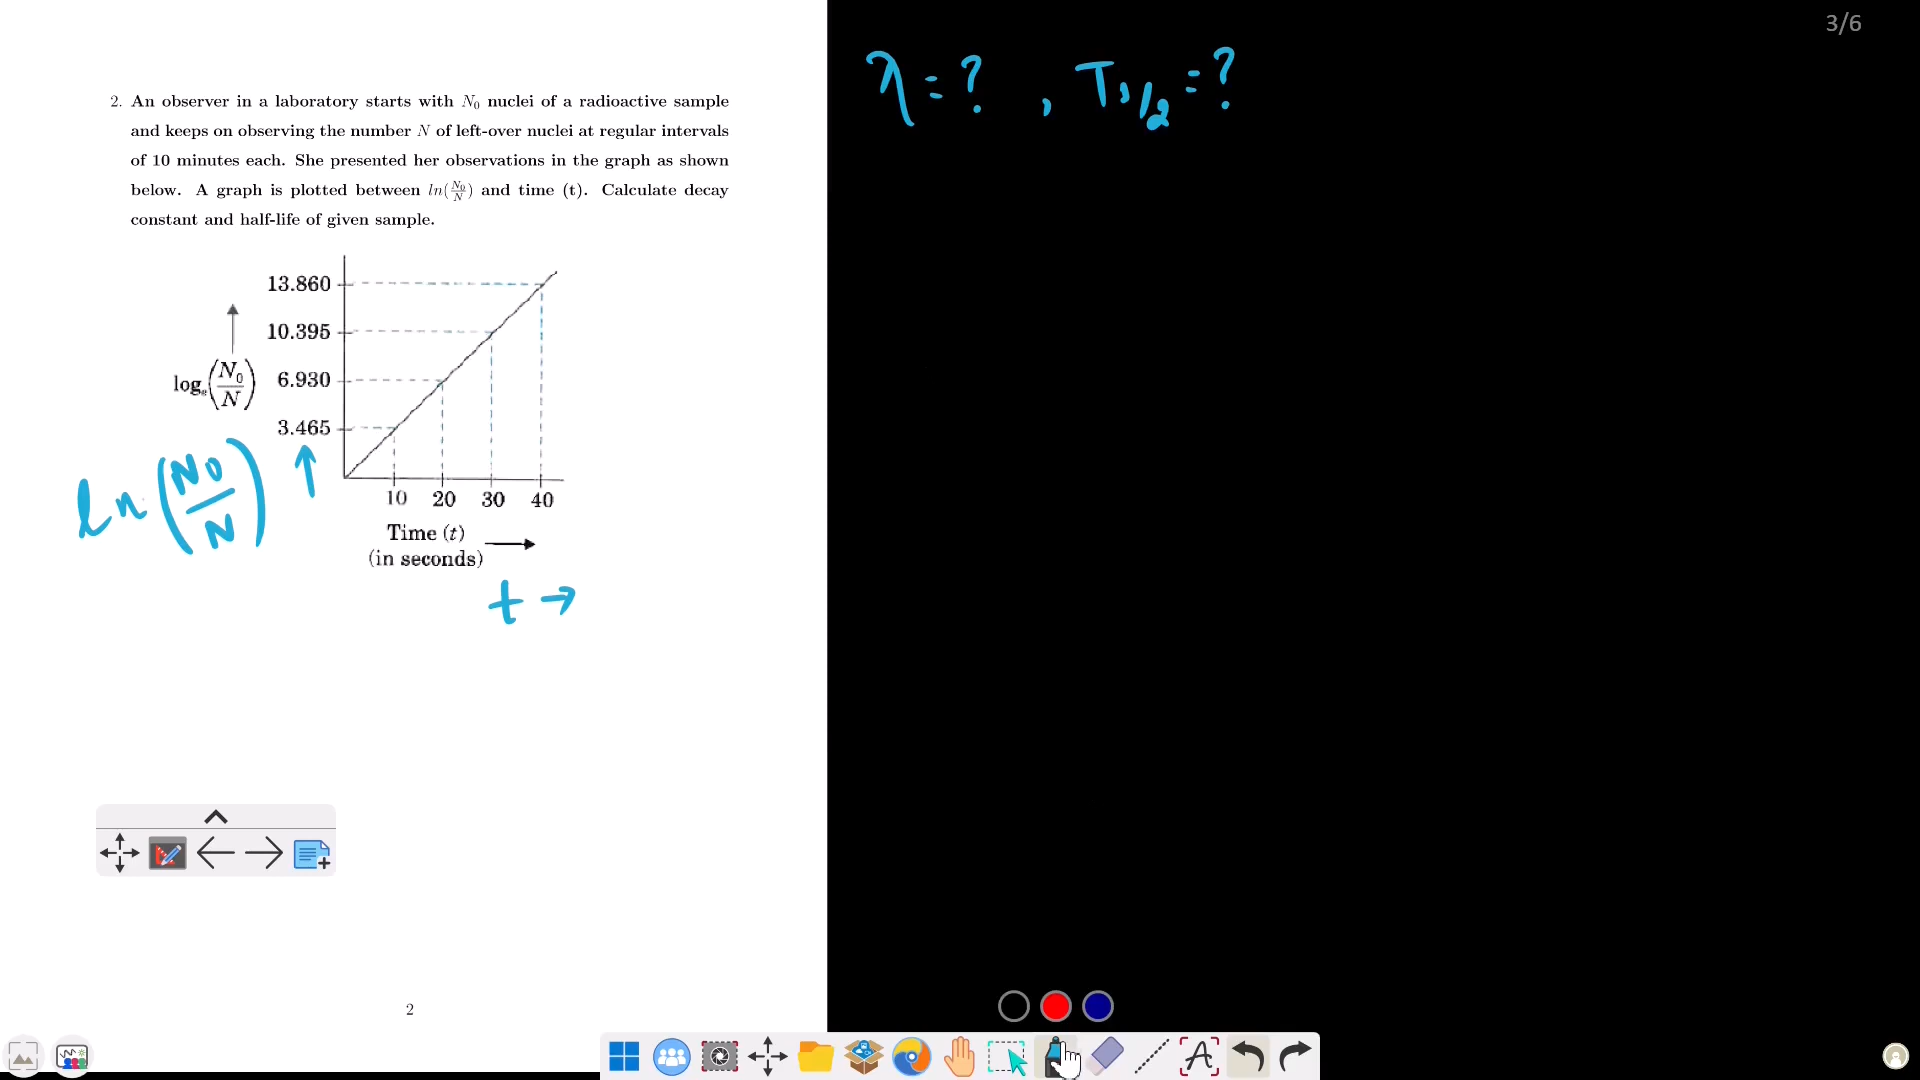 3/6
2. An observer in a laboratory starts with N₀ nuclei of a radioactive sample
and keeps on observing the number N of left-over nuclei at regular intervals
of 10 minutes each. She presented her observations in the graph as shown
below. A graph is plotted between ln(N₀/N) and time (t). Calculate decay
constant and half-life of given sample.
13.860
10.395
logₑ(N₀/N)
6.930
3.465
10 20 30 40
Time (t)
(in seconds)
ln(N0/N) ↑
t →
2
λ = ? , T1/2 = ?